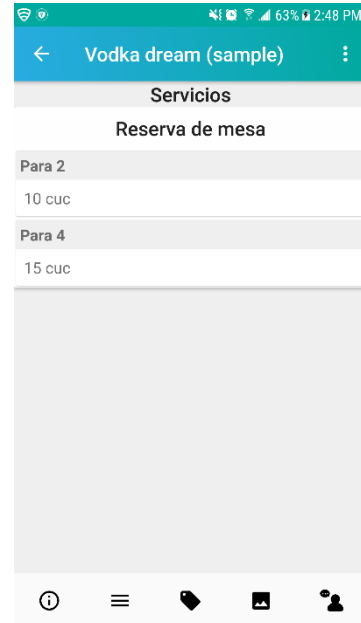 63% 2:48 PM
Vodka dream (sample)
Servicios
Reserva de mesa
Para 2
10 cuc
Para 4
15 cuc